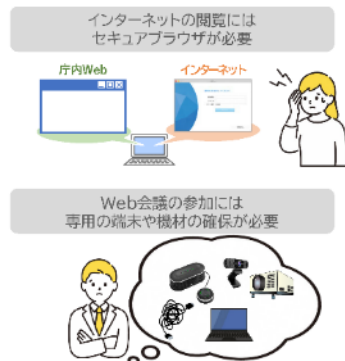 インターネットの閲覧には
セキュアブラウザが必要
庁内Web
インターネット
Web会議の参加には
専用の端末や機材の確保が必要